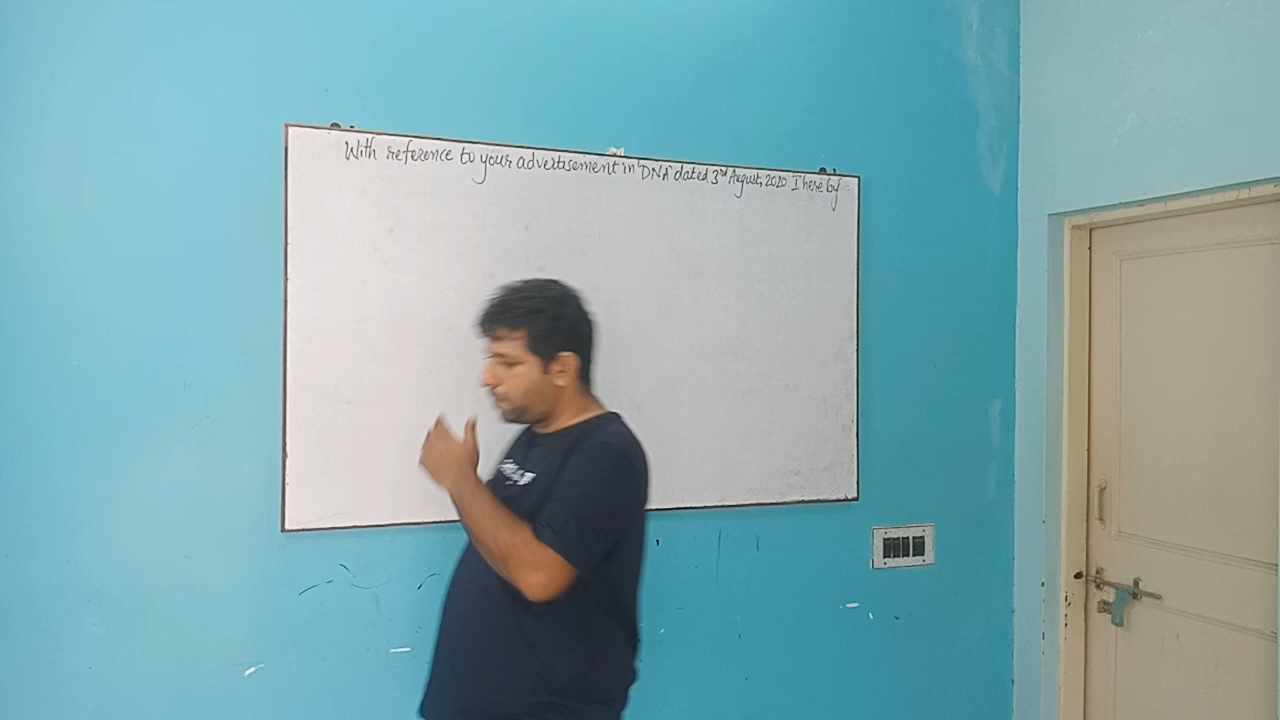 With reference to your advertisement in 'DNA' dated 3rd August, 2020. I here by